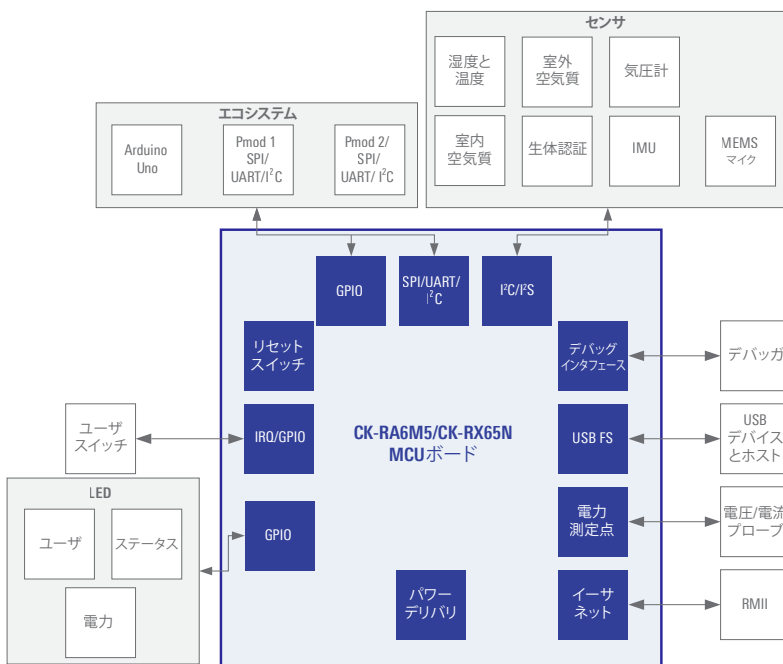 センサ
湿度と
温度
室外
空気質
気圧計
室内
空気質
生体認証
IMU
MEMS
マイク
エコシステム
Arduino
Uno
Pmod 1
SPI/
UART/I²C
Pmod 2/
SPI/
UART/ I²C
GPIO
SPI/UART/
I²C
I²C/I²S
リセット
スイッチ
デバッグ
インタフェース
デバッガ
ユーザ
スイッチ
IRQ/GPIO
CK-RA6M5/CK-RX65N
MCUボード
USB FS
USB
デバイス
とホスト
LED
ユーザ
ステータス
電力
GPIO
電力
測定点
電圧/電流
プローブ
パワー
デリバリ
イーサ
ネット
RMII